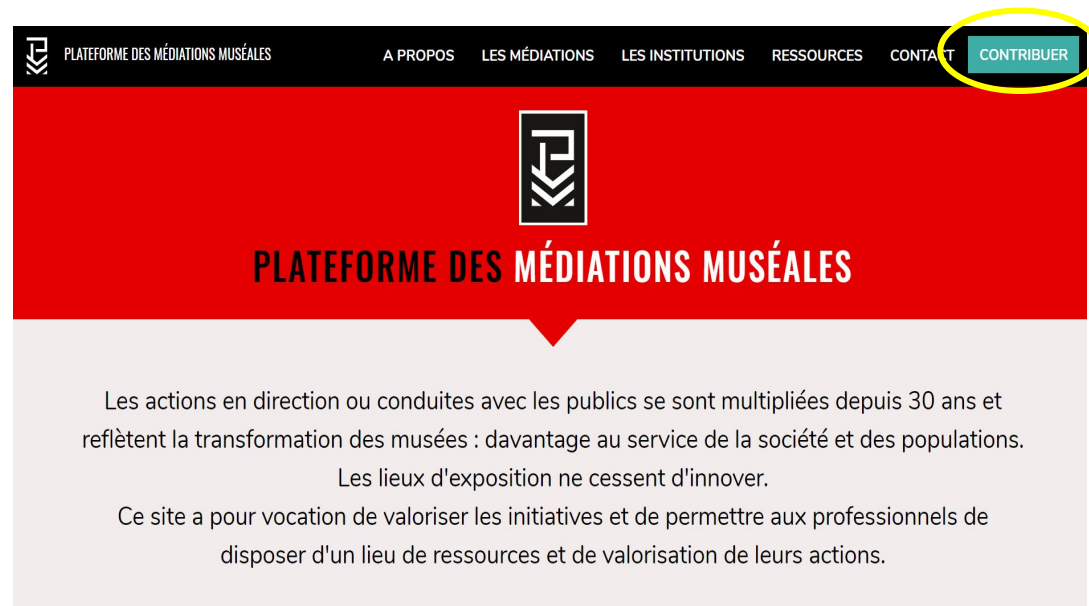 PLATEFORME DES MÉDIATIONS MUSÉALES
A PROPOS LES MÉDIATIONS LES INSTITUTIONS RESSOURCES CONTACT CONTRIBUER
PLATEFORME DES MÉDIATIONS MUSÉALES
Les actions en direction ou conduites avec les publics se sont multipliées depuis 30 ans et
reflètent la transformation des musées : davantage au service de la société et des populations.
Les lieux d'exposition ne cessent d'innover.
Ce site a pour vocation de valoriser les initiatives et de permettre aux professionnels de
disposer d'un lieu de ressources et de valorisation de leurs actions.